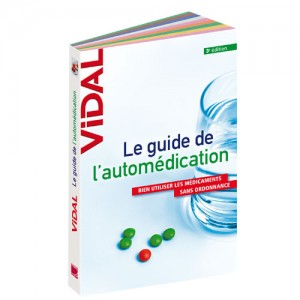 3e édition
VIDAL
Le guide de
l'automédication
BIEN UTILISER LES MÉDICAMENTS
SANS ORDONNANCE
Le guide de l'automédication
VIDAL